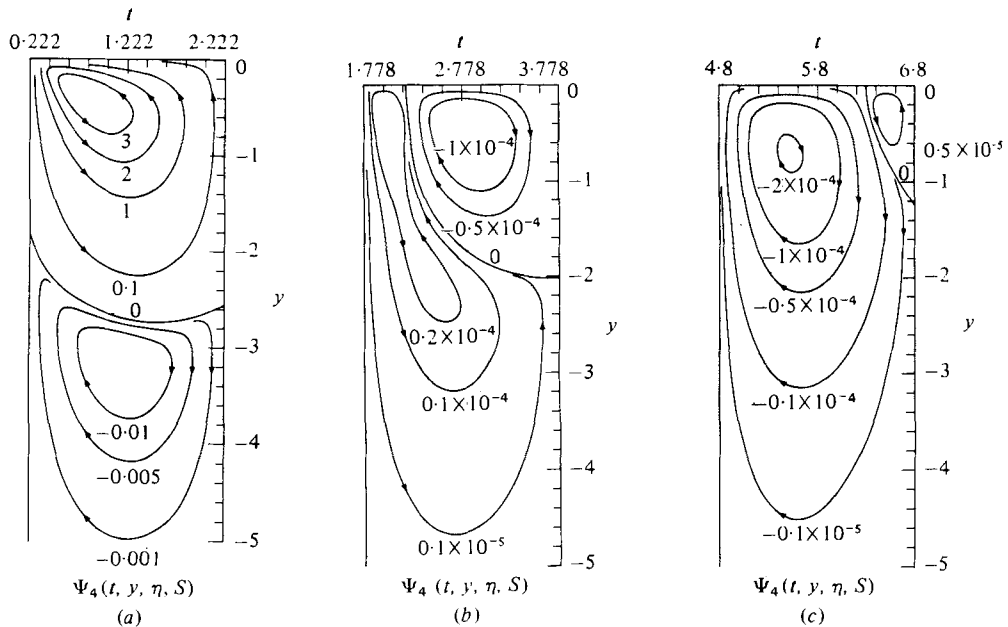 t
0·222 1·222 2·222
0
−1
−2
−3
−4
−5
y
3
2
1
0·1
0
−0·01
−0·005
−0·001
Ψ₄(t, y, η, S)
(a)
t
1·778 2·778 3·778
0
−1
−2
−3
−4
−5
y
−1×10⁻⁴
−0·5×10⁻⁴
0
0·2×10⁻⁴
0·1×10⁻⁴
0·1×10⁻⁵
Ψ₄ (t, y, η, S)
(b)
t
4·8 5·8 6·8
0
−1
−2
−3
−4
−5
y
0·5×10⁻⁵
0
−2×10⁻⁴
−1×10⁻⁴
−0·5×10⁻⁴
−0·1×10⁻⁴
−0·1×10⁻⁵
Ψ₄(t, y, η, S)
(c)